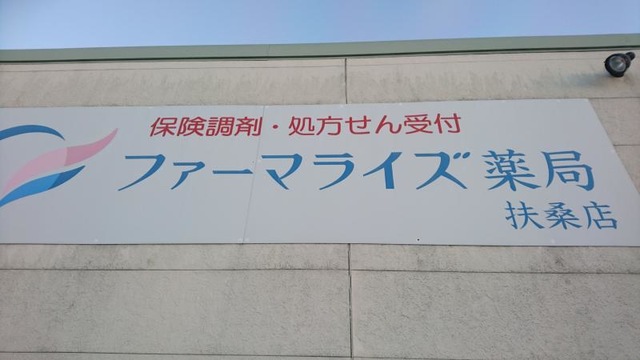 保険調剤・処方せん受付
ファーマライズ薬局
扶桑店